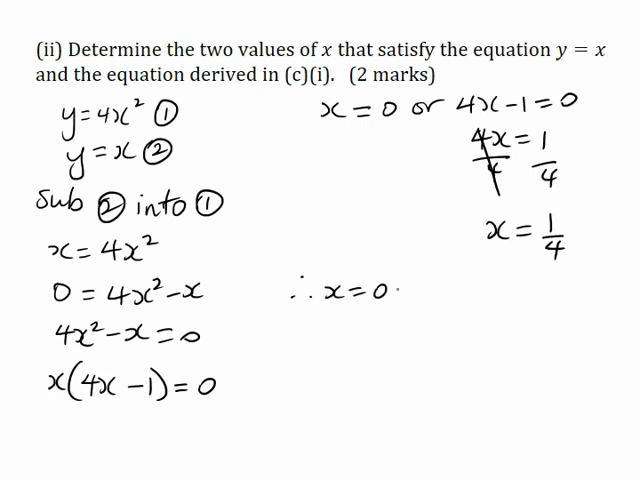 (ii) Determine the two values of x that satisfy the equation y = x
and the equation derived in (c)(i). (2 marks)
y = 4x² ①
y = x ②
Sub ② into ①
x = 4x²
0 = 4x² - x
4x² - x = 0
x(4x - 1) = 0
x = 0 or 4x - 1 = 0
4x/4 = 1/4
x = 1/4
∴ x = 0